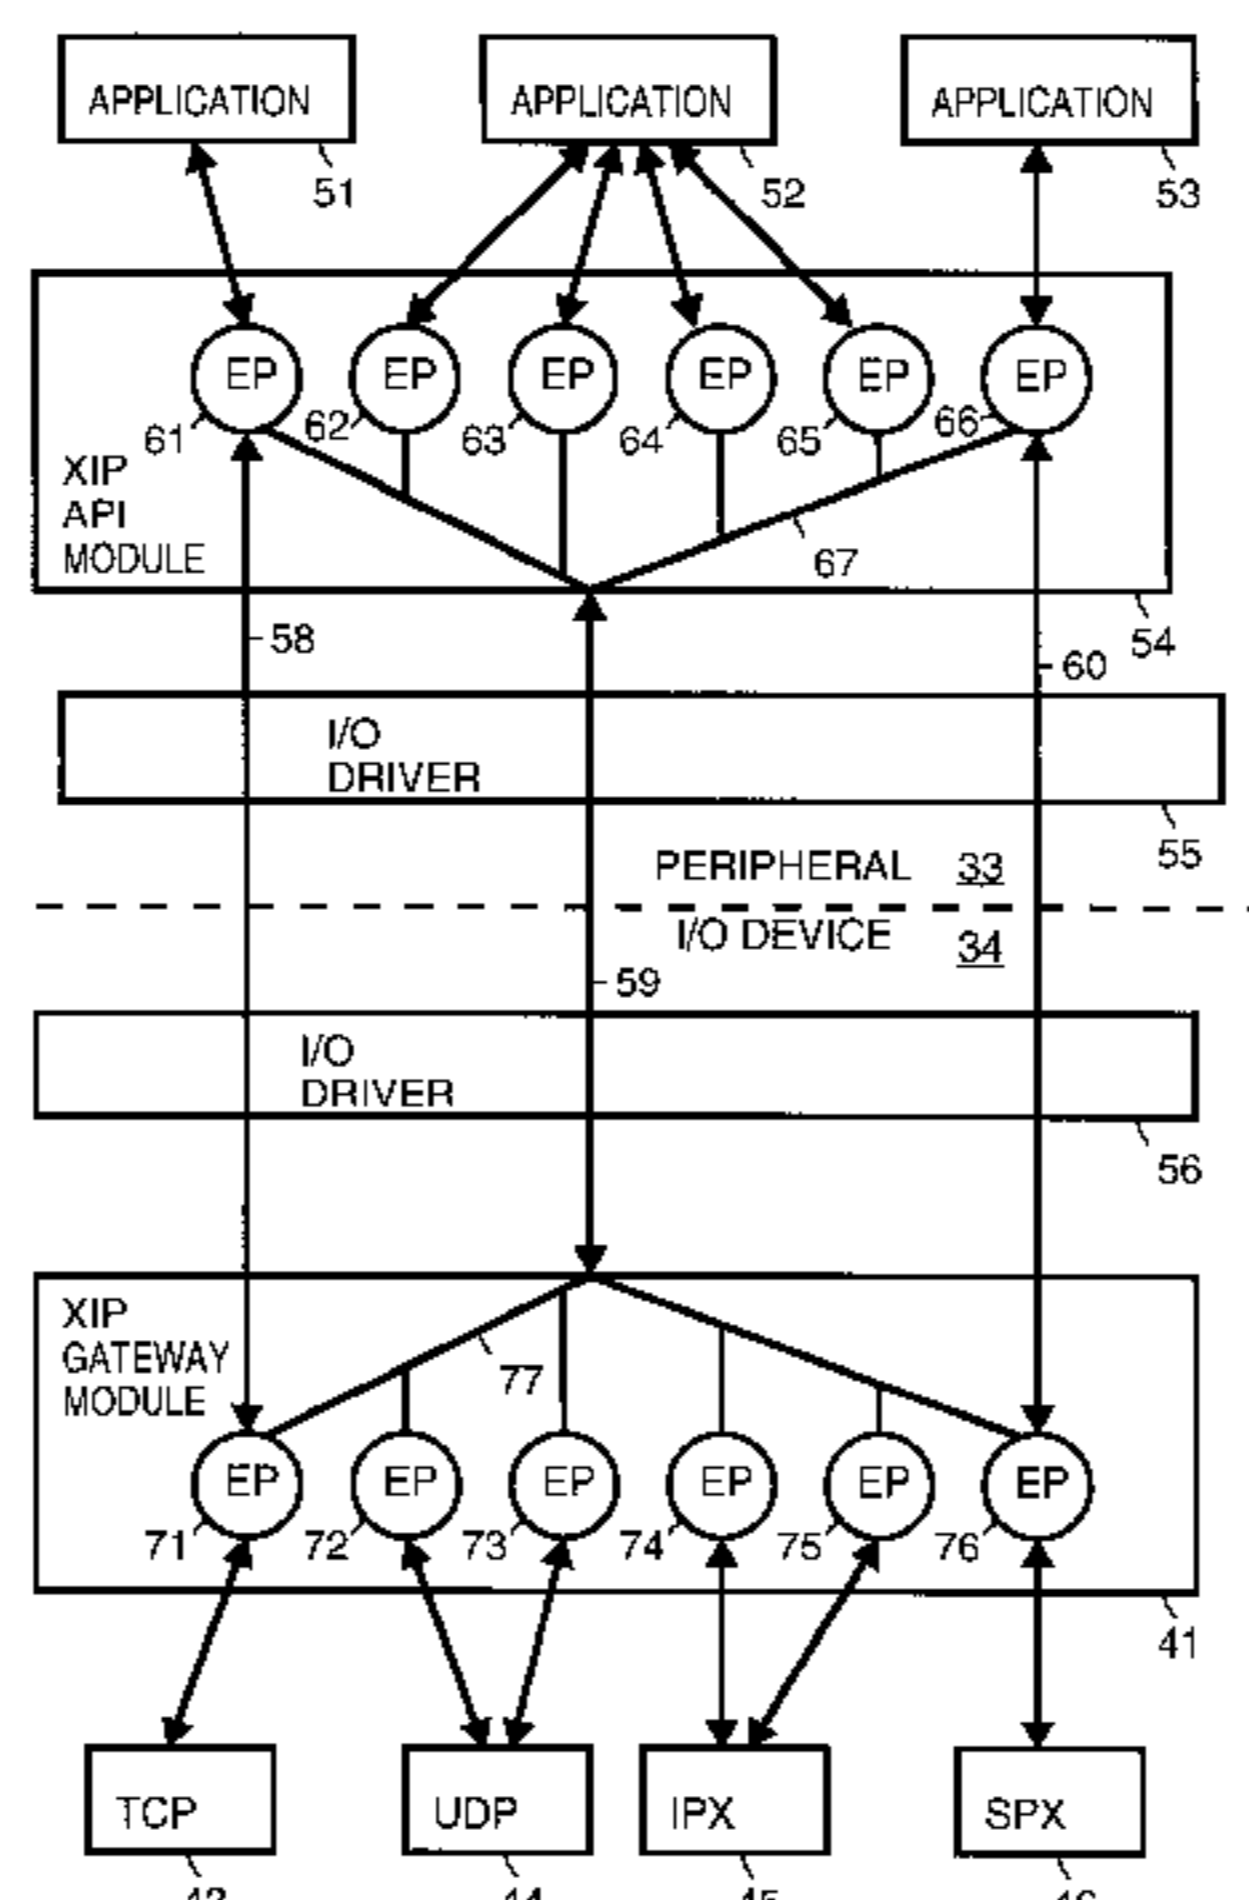 APPLICATION APPLICATION APPLICATION
51 52 53
EP EP EP EP EP EP
61 62 63 64 65 66
XIP
API
MODULE
67
58
54
60
I/O
DRIVER
55
PERIPHERAL 33
I/O DEVICE 34
59
I/O
DRIVER
56
XIP
GATEWAY
MODULE
77
EP EP EP EP EP EP
71 72 73 74 75 76
41
TCP UDP IPX SPX